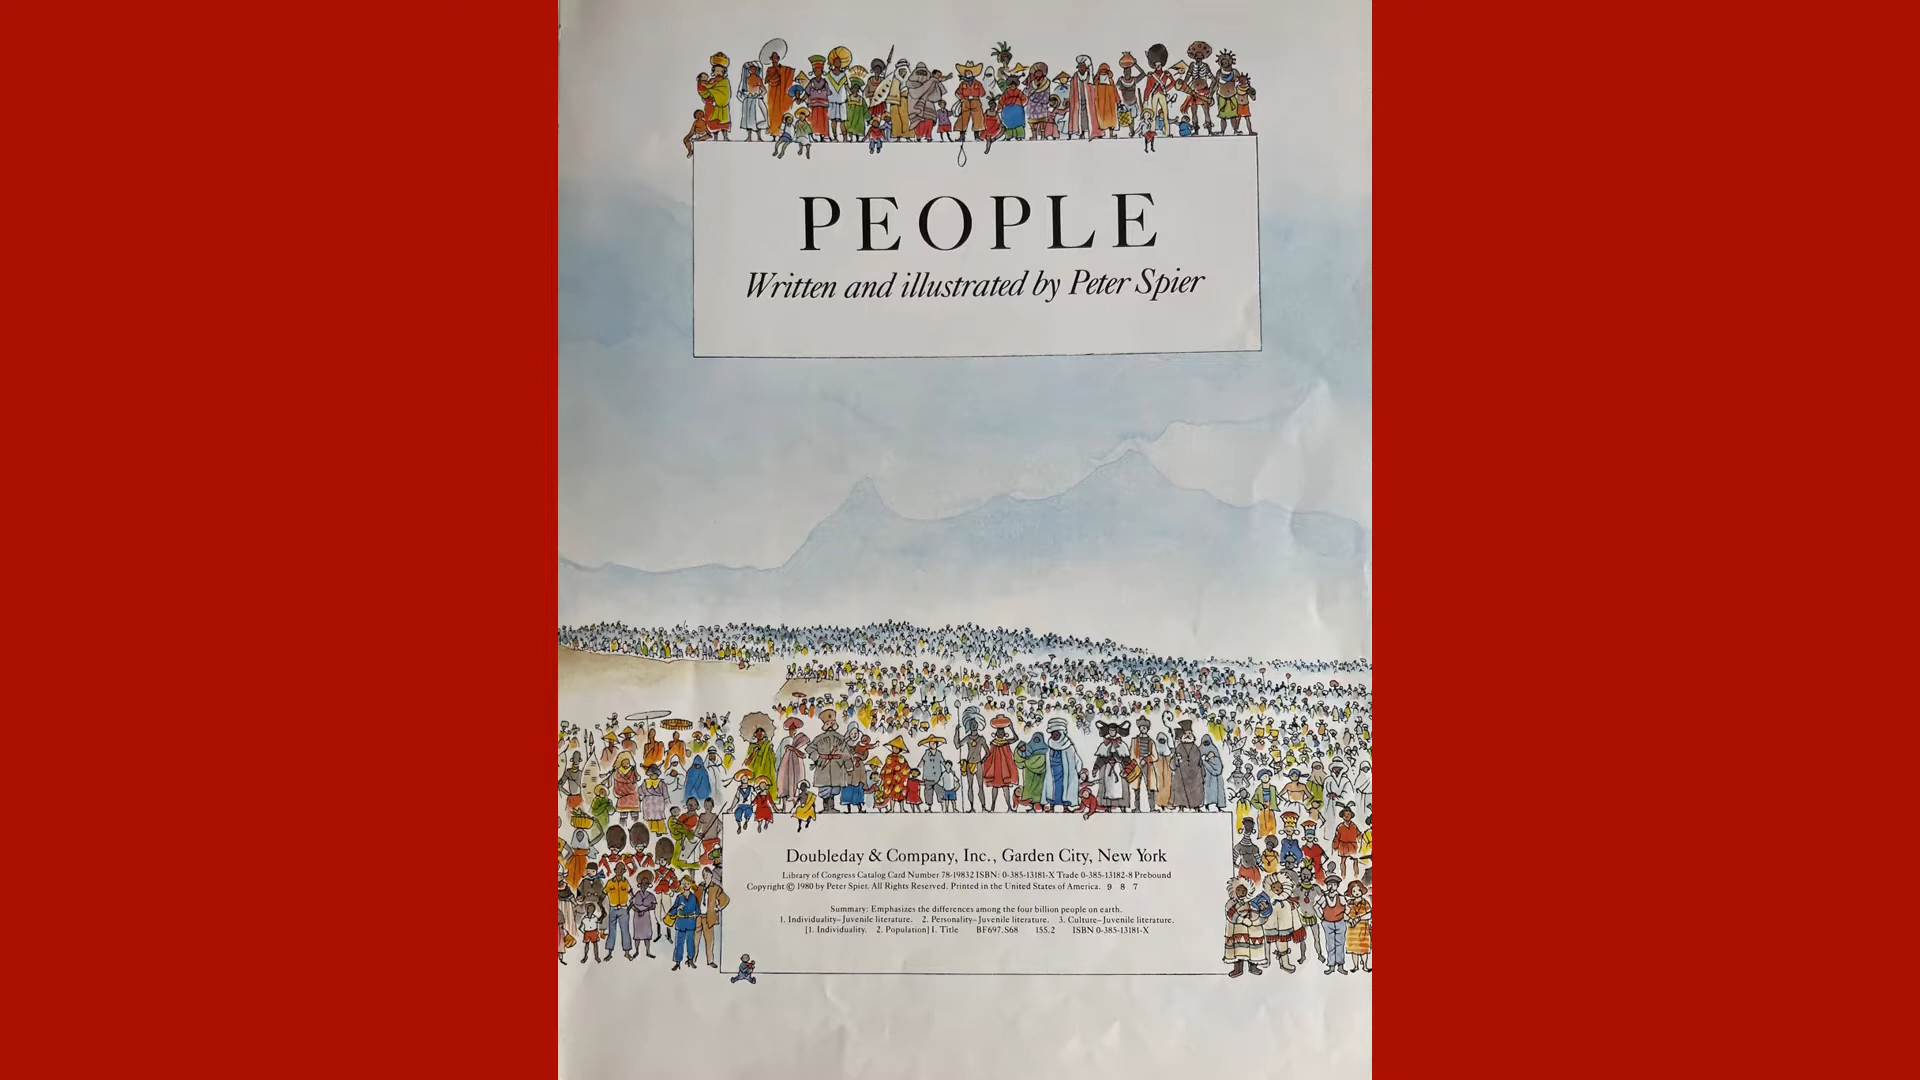 PEOPLE
Written and illustrated by Peter Spier
Doubleday & Company, Inc., Garden City, New York
Library of Congress Catalog Card Number 78-19832 ISBN: 0-385-13181-X Trade 0-385-13182-8 Prebound
Copyright © 1980 by Peter Spier. All Rights Reserved. Printed in the United States of America. 9 8 7
Summary: Emphasizes the differences among the four billion people on earth.
1. Individuality–Juvenile literature. 2. Personality–Juvenile literature. 3. Culture–Juvenile literature.
[1. Individuality. 2. Population] I. Title BF697.S68 155.2 ISBN 0-385-13181-X